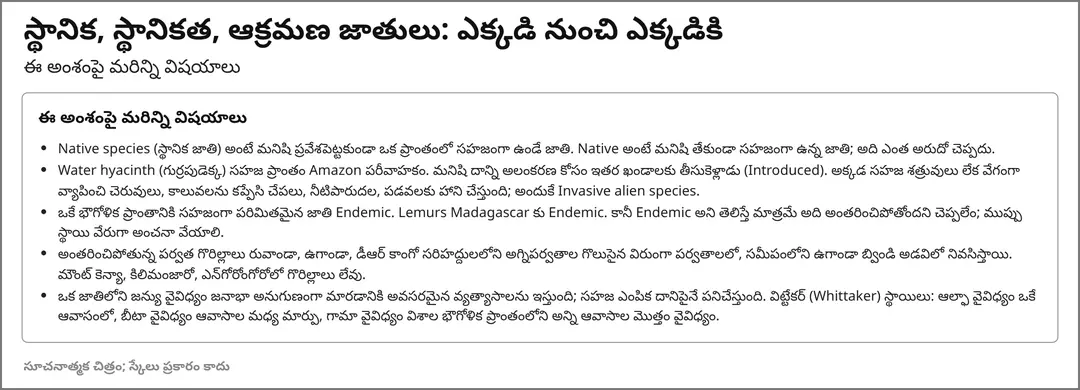 స్థానిక, స్థానికత, ఆక్రమణ జాతులు: ఎక్కడి నుంచి ఎక్కడికి
ఈ అంశంపై మరిన్ని విషయాలు
ఈ అంశంపై మరిన్ని విషయాలు
• Native species (స్థానిక జాతి) అంటే మనిషి ప్రవేశపెట్టకుండా ఒక ప్రాంతంలో సహజంగా ఉండే జాతి. Native అంటే మనిషి తేకుండా సహజంగా ఉన్న జాతి; అది ఎంత అరుదో చెప్పదు.
• Water hyacinth (గుర్రపుడెక్క) సహజ ప్రాంతం Amazon పరీవాహకం. మనిషి దాన్ని అలంకరణ కోసం ఇతర ఖండాలకు తీసుకెళ్లాడు (Introduced). అక్కడ సహజ శత్రువులు లేక వేగంగా
వ్యాపించి చెరువులు, కాలువలను కప్పేసి చేపలు, నీటిపారుదల, పడవలకు హాని చేస్తుంది; అందుకే Invasive alien species.
• ఒకే భౌగోళిక ప్రాంతానికి సహజంగా పరిమితమైన జాతి Endemic. Lemurs Madagascar కు Endemic. కానీ Endemic అని తెలిస్తే మాత్రమే అది అంతరించిపోతోందని చెప్పలేం; ముప్పు
స్థాయి వేరుగా అంచనా వేయాలి.
• అంతరించిపోతున్న పర్వత గొరిల్లాలు రువాండా, ఉగాండా, డీఆర్ కాంగో సరిహద్దులలోని అగ్నిపర్వతాల గొలుసైన విరుంగా పర్వతాలలో, సమీపంలోని ఉగాండా బ్విండి అడవిలో నివసిస్తాయి.
మౌంట్ కెన్యా, కిలిమంజారో, ఎన్‌గోరోంగోరోలో గొరిల్లాలు లేవు.
• ఒక జాతిలోని జన్యు వైవిధ్యం జనాభా అనుగుణంగా మారడానికి అవసరమైన వ్యత్యాసాలను ఇస్తుంది; సహజ ఎంపిక దానిపైనే పనిచేస్తుంది. విట్టేకర్ (Whittaker) స్థాయిలు: ఆల్ఫా వైవిధ్యం ఒకే
ఆవాసంలో, బీటా వైవిధ్యం ఆవాసాల మధ్య మార్పు, గామా వైవిధ్యం విశాల భౌగోళిక ప్రాంతంలోని అన్ని ఆవాసాల మొత్తం వైవిధ్యం.
సూచనాత్మక చిత్రం; స్కేలు ప్రకారం కాదు